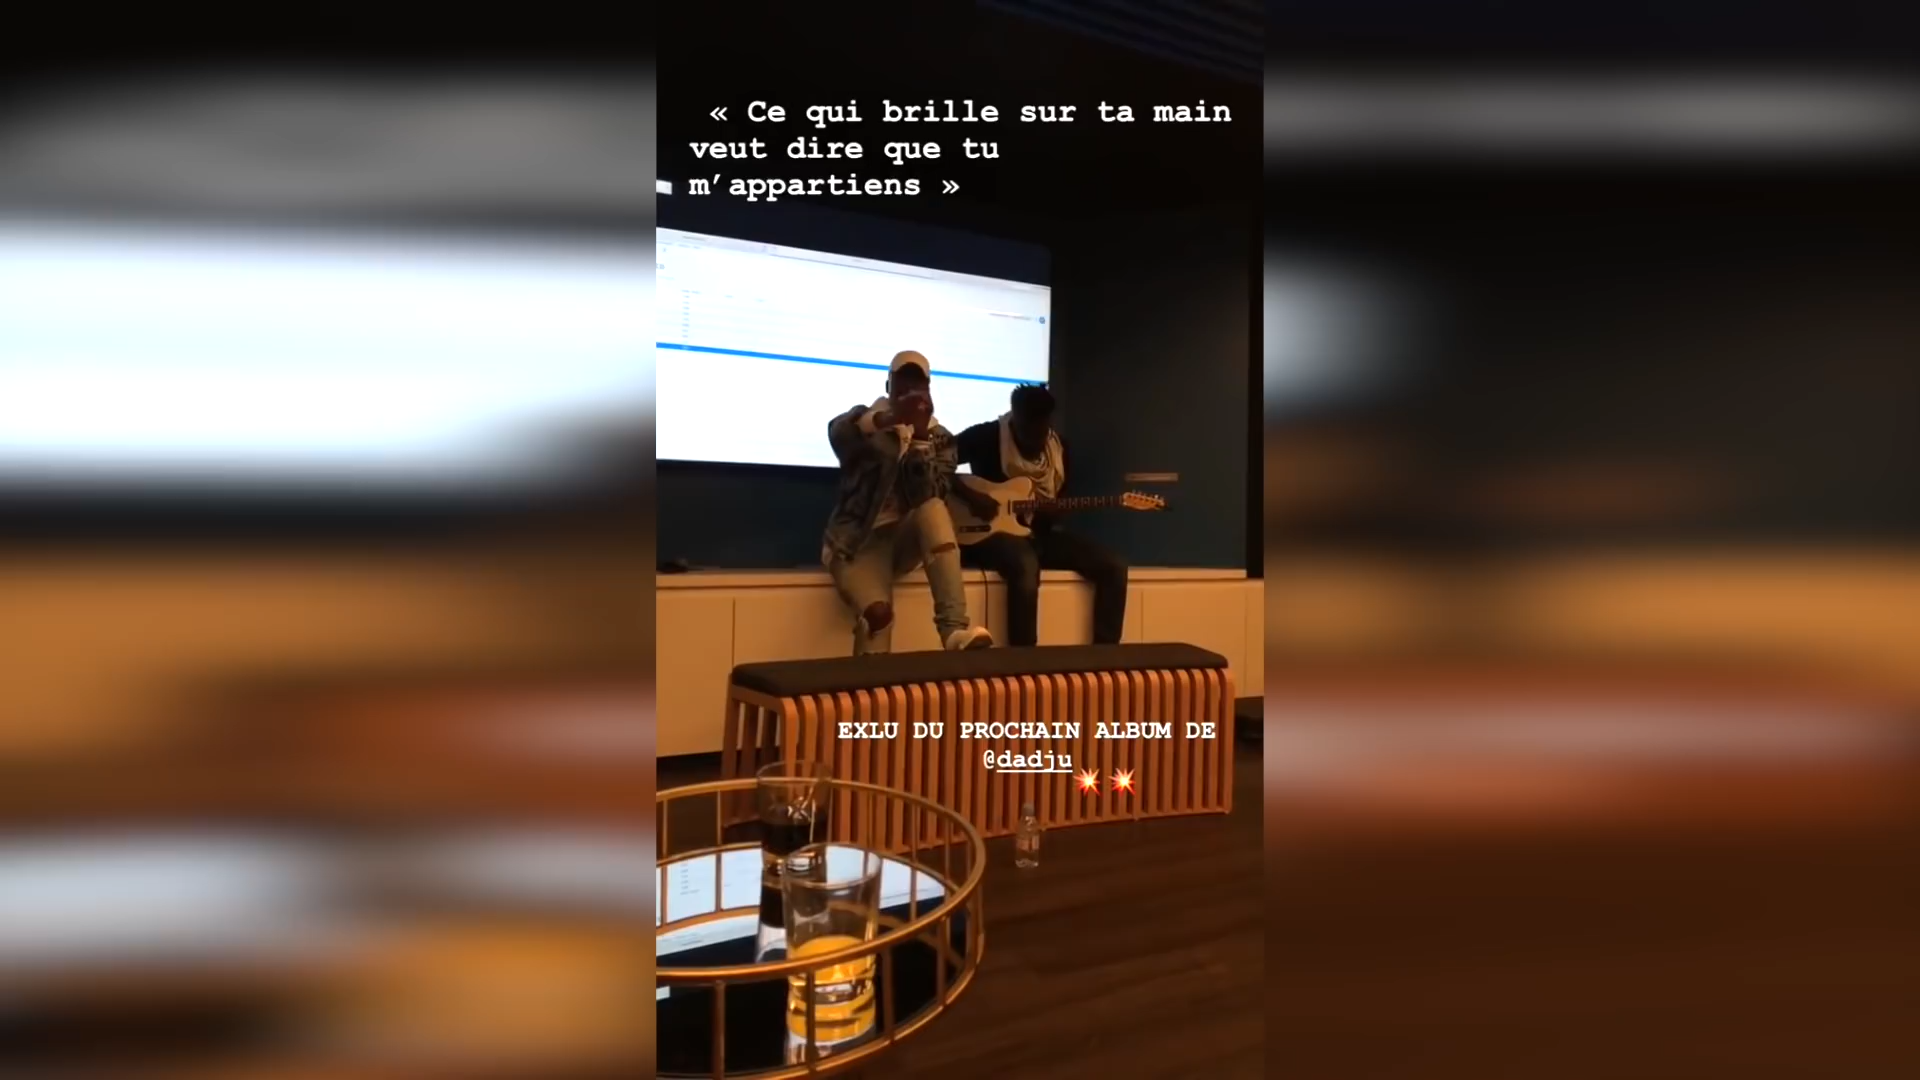 « Ce qui brille sur ta main
veut dire que tu
m’appartiens »
EXLU DU PROCHAIN ALBUM DE
@dadju